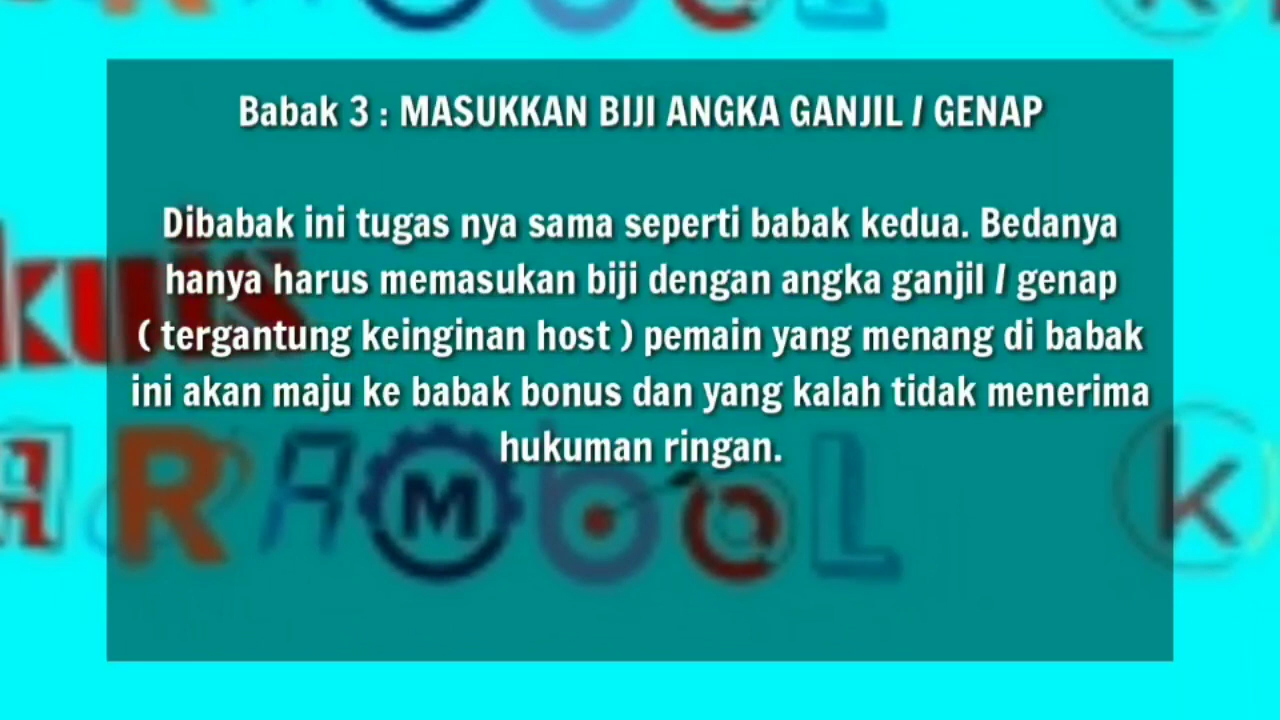 Babak 3 : MASUKKAN BIJI ANGKA GANJIL / GENAP
Dibabak ini tugas nya sama seperti babak kedua. Bedanya
hanya harus memasukan biji dengan angka ganjil / genap
( tergantung keinginan host ) pemain yang menang di babak
ini akan maju ke babak bonus dan yang kalah tidak menerima
hukuman ringan.
kuis
RAMBOL K